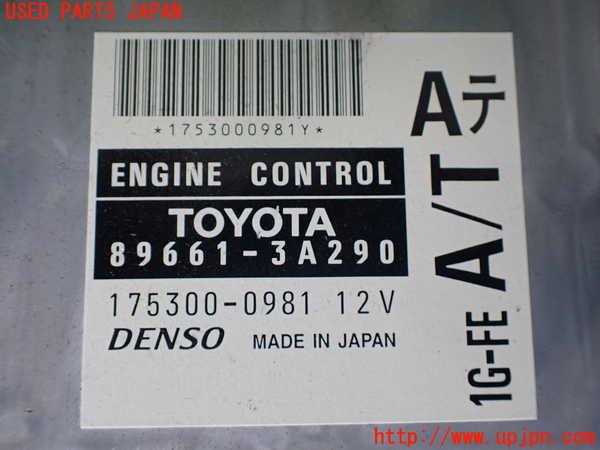 USED PARTS JAPAN
*1753000981Y*
ENGINE CONTROL
TOYOTA
89661-3A290
175300-0981 12V
DENSO MADE IN JAPAN
Aテ
1G-FE A/T
http://www.upjpn.com